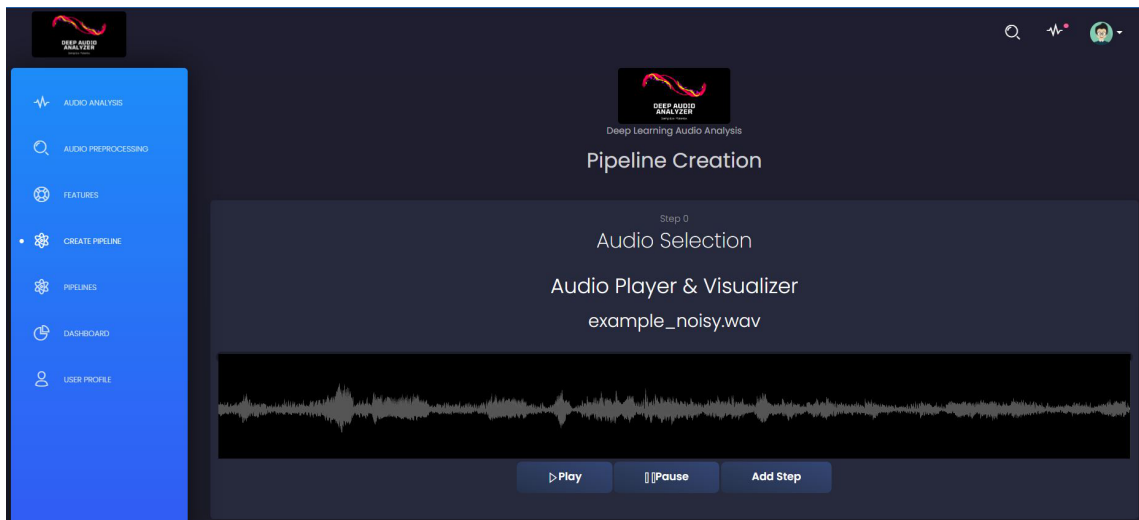 DEEP AUDIO
ANALYZER
AUDIO ANALYSIS
AUDIO PREPROCESSING
FEATURES
CREATE PIPELINE
PIPELINES
DASHBOARD
USER PROFILE
DEEP AUDIO
ANALYZER
Deep Learning Audio Analysis
Pipeline Creation
Step 0
Audio Selection
Audio Player & Visualizer
example_noisy.wav
Play Pause Add Step